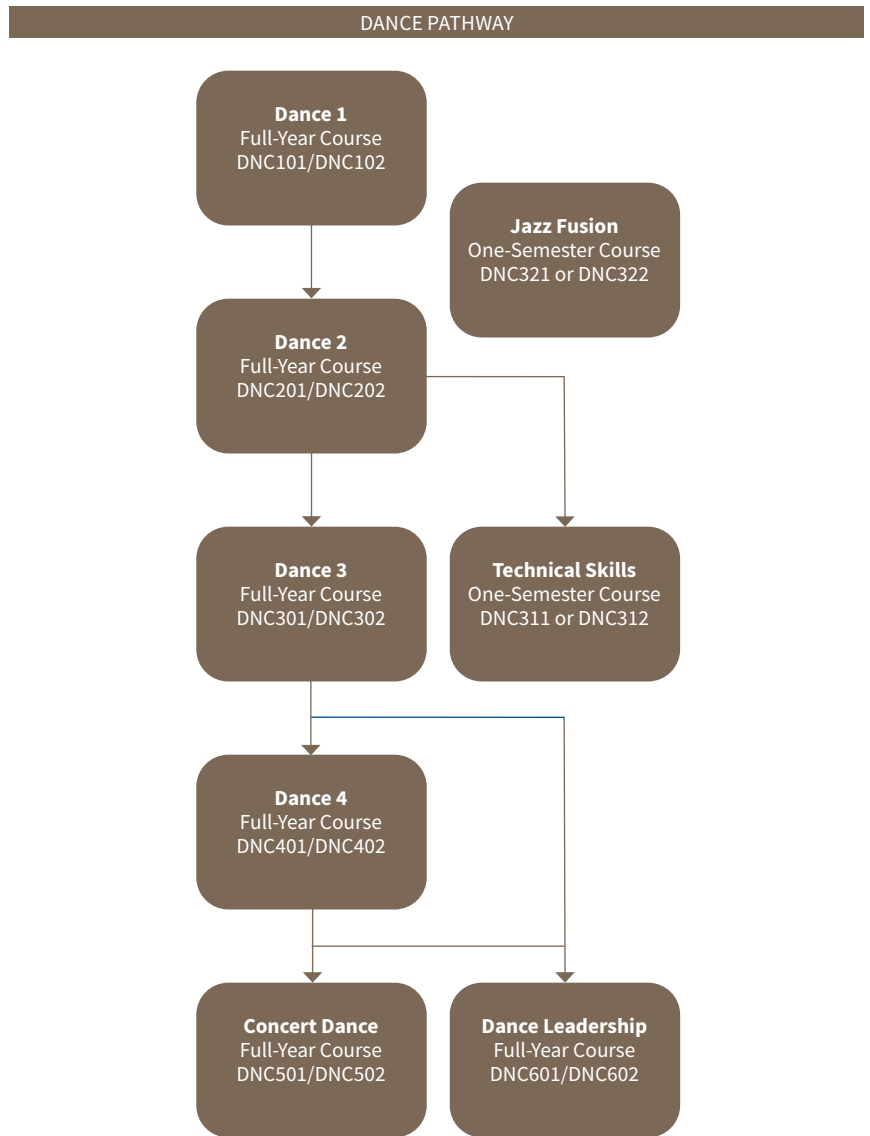 DANCE PATHWAY
Dance 1
Full-Year Course
DNC101/DNC102
Jazz Fusion
One-Semester Course
DNC321 or DNC322
Dance 2
Full-Year Course
DNC201/DNC202
Dance 3
Full-Year Course
DNC301/DNC302
Technical Skills
One-Semester Course
DNC311 or DNC312
Dance 4
Full-Year Course
DNC401/DNC402
Concert Dance
Full-Year Course
DNC501/DNC502
Dance Leadership
Full-Year Course
DNC601/DNC602